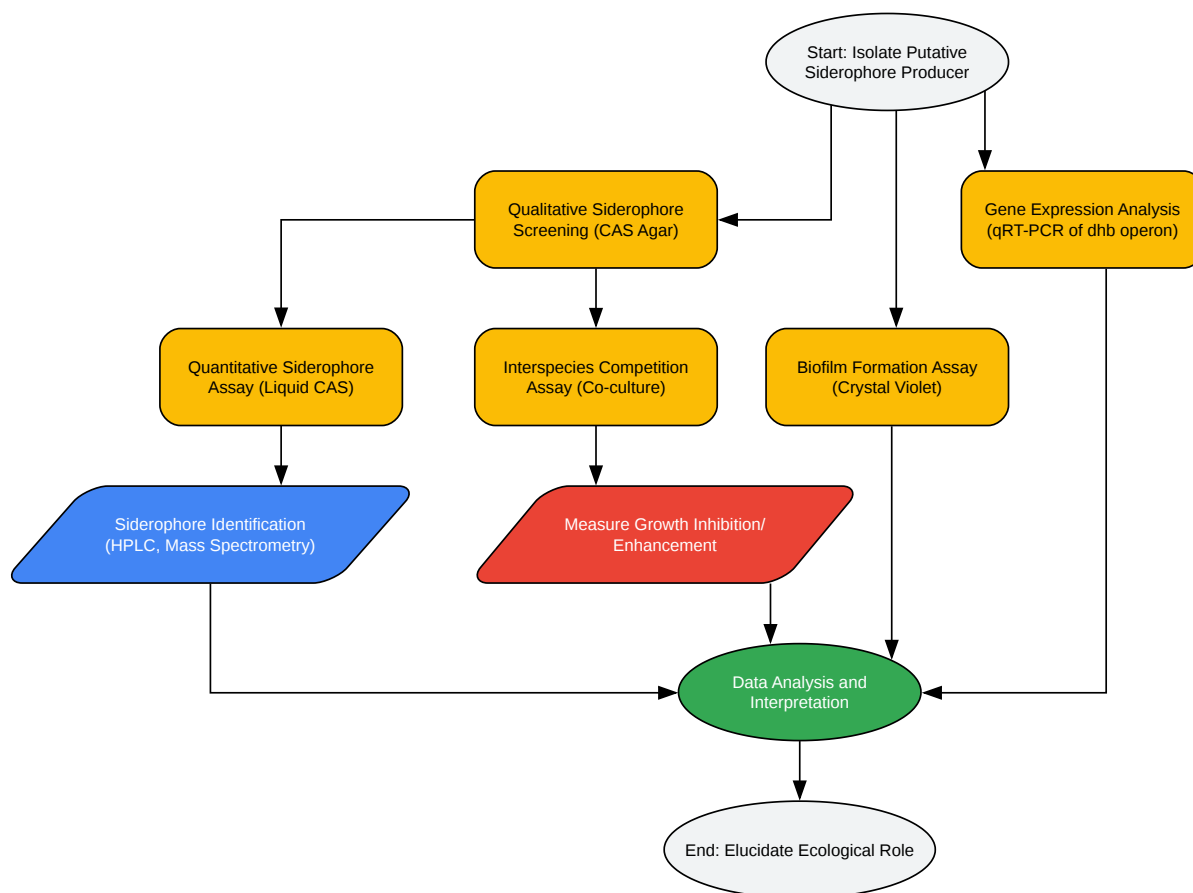 Start: Isolate Putative
Siderophore Producer
Qualitative Siderophore
Screening (CAS Agar)
Gene Expression Analysis
(qRT-PCR of dhb operon)
Quantitative Siderophore
Assay (Liquid CAS)
Interspecies Competition
Assay (Co-culture)
Biofilm Formation Assay
(Crystal Violet)
Siderophore Identification
(HPLC, Mass Spectrometry)
Measure Growth Inhibition/
Enhancement
Data Analysis and
Interpretation
End: Elucidate Ecological Role